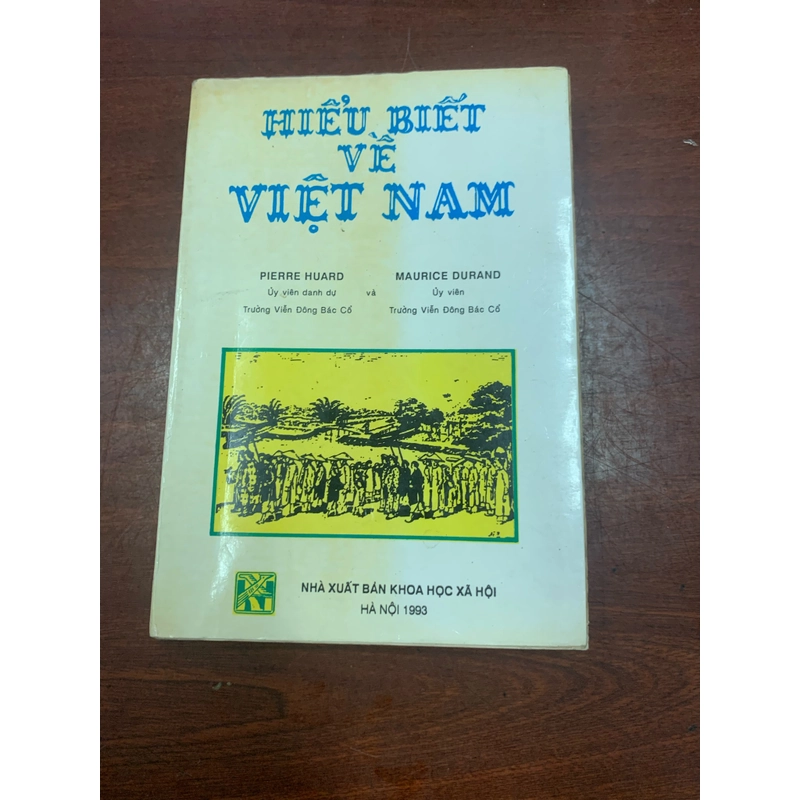 HIỂU BIẾT
VỀ
VIỆT NAM
PIERRE HUARD
Ủy viên danh dự
Trường Viễn Đông Bác Cổ
và
MAURICE DURAND
Ủy viên
Trường Viễn Đông Bác Cổ
NHÀ XUẤT BẢN KHOA HỌC XÃ HỘI
HÀ NỘI 1993